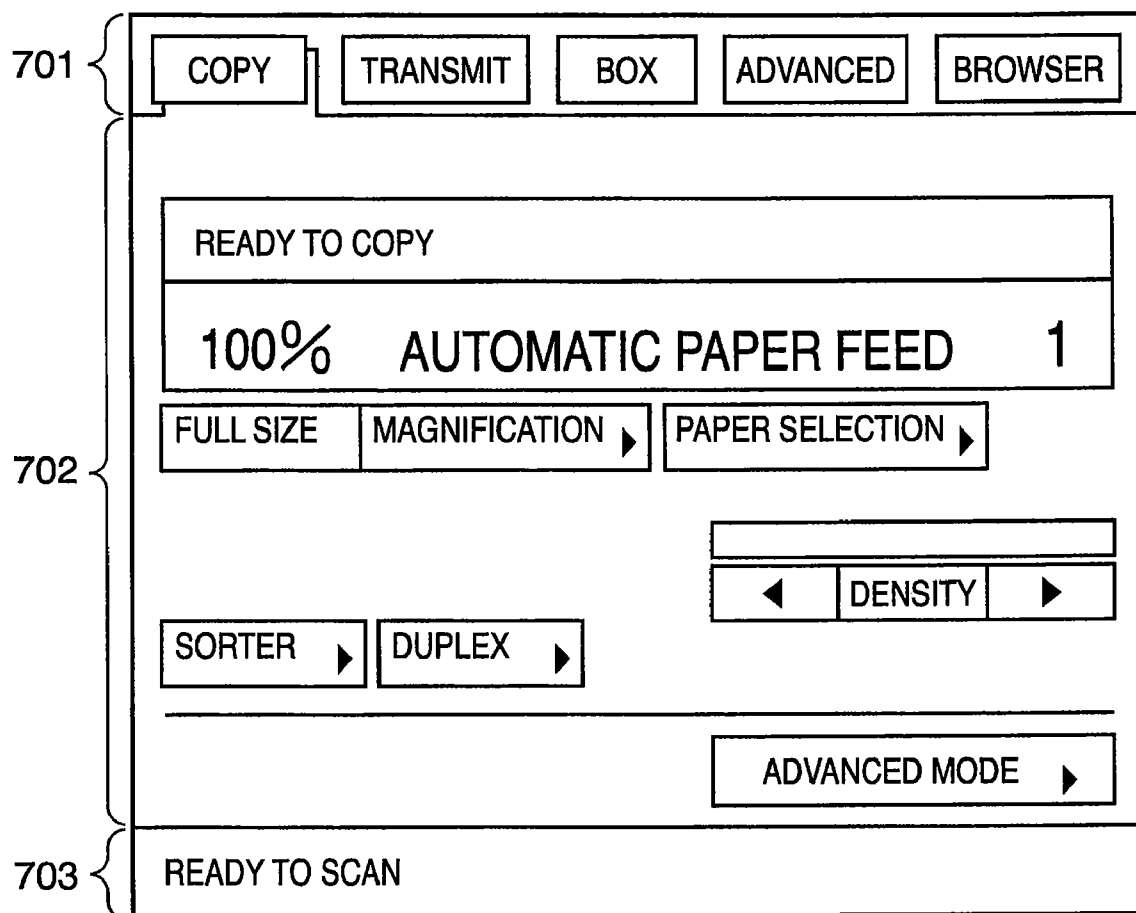 701
COPY TRANSMIT BOX ADVANCED BROWSER
702
READY TO COPY
100% AUTOMATIC PAPER FEED 1
FULL SIZE MAGNIFICATION PAPER SELECTION
DENSITY
SORTER DUPLEX
ADVANCED MODE
703
READY TO SCAN